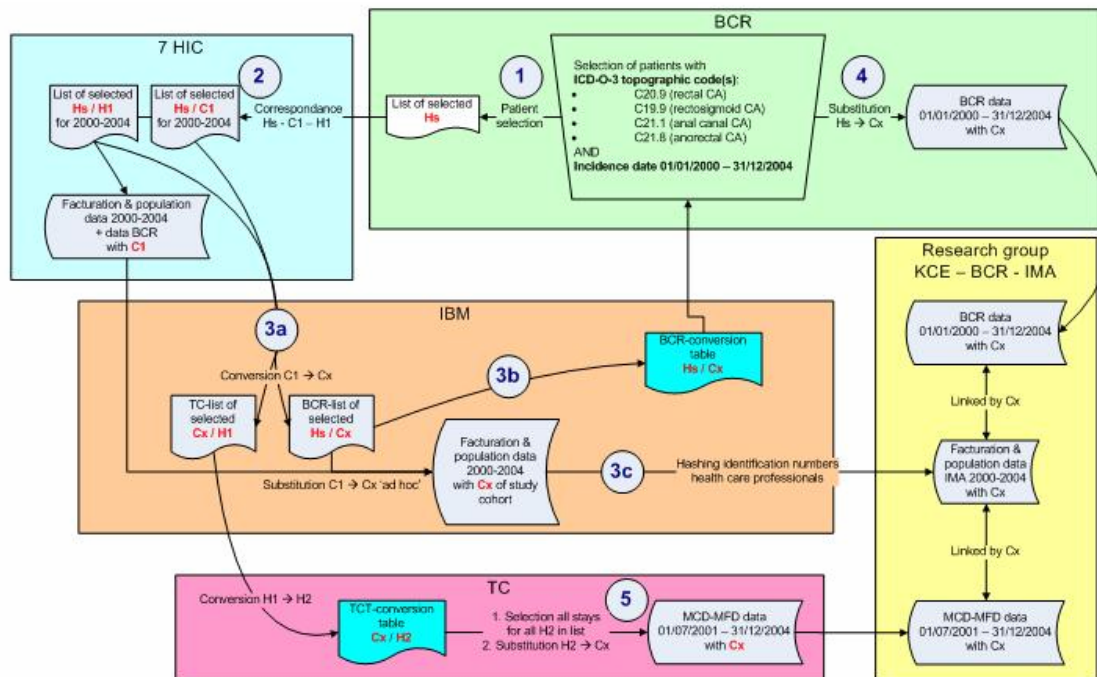 7 HIC
2
List of selected
Hs / H1
for 2000-2004
List of selected
Hs / C1
for 2000-2004
Correspondance
Hs - C1 – H1
Facturation & population
data 2000-2004
+ data BCR
with C1
BCR
List of selected
Hs
1
Patient
selection
Selection of patients with
ICD-O-3 topographic code(s):
• C20.9 (rectal CA)
• C19.9 (rectosigmoid CA)
• C21.1 (anal canal CA)
• C21.8 (anorectal CA)
AND
Incidence date 01/01/2000 – 31/12/2004
4
Substitution
Hs → Cx
BCR data
01/01/2000 – 31/12/2004
with Cx
IBM
3a
Conversion C1 → Cx
TC-list of
selected
Cx / H1
BCR-list of
selected
Hs / Cx
3b
BCR-conversion
table
Hs / Cx
Substitution C1 → Cx 'ad hoc'
Facturation &
population data
2000-2004
with Cx of study
cohort
3c
Hashing identification numbers
health care professionals
Research group
KCE – BCR - IMA
BCR data
01/01/2000 – 31/12/2004
with Cx
Linked by Cx
Facturation &
population data
IMA 2000-2004
with Cx
Linked by Cx
MCD-MFD data
01/07/2001 – 31/12/2004
with Cx
TC
Conversion H1 → H2
TCT-conversion
table
Cx / H2
1. Selection all stays
for all H2 in list
2. Substitution H2 → Cx
5
MCD-MFD data
01/07/2001 – 31/12/2004
with Cx